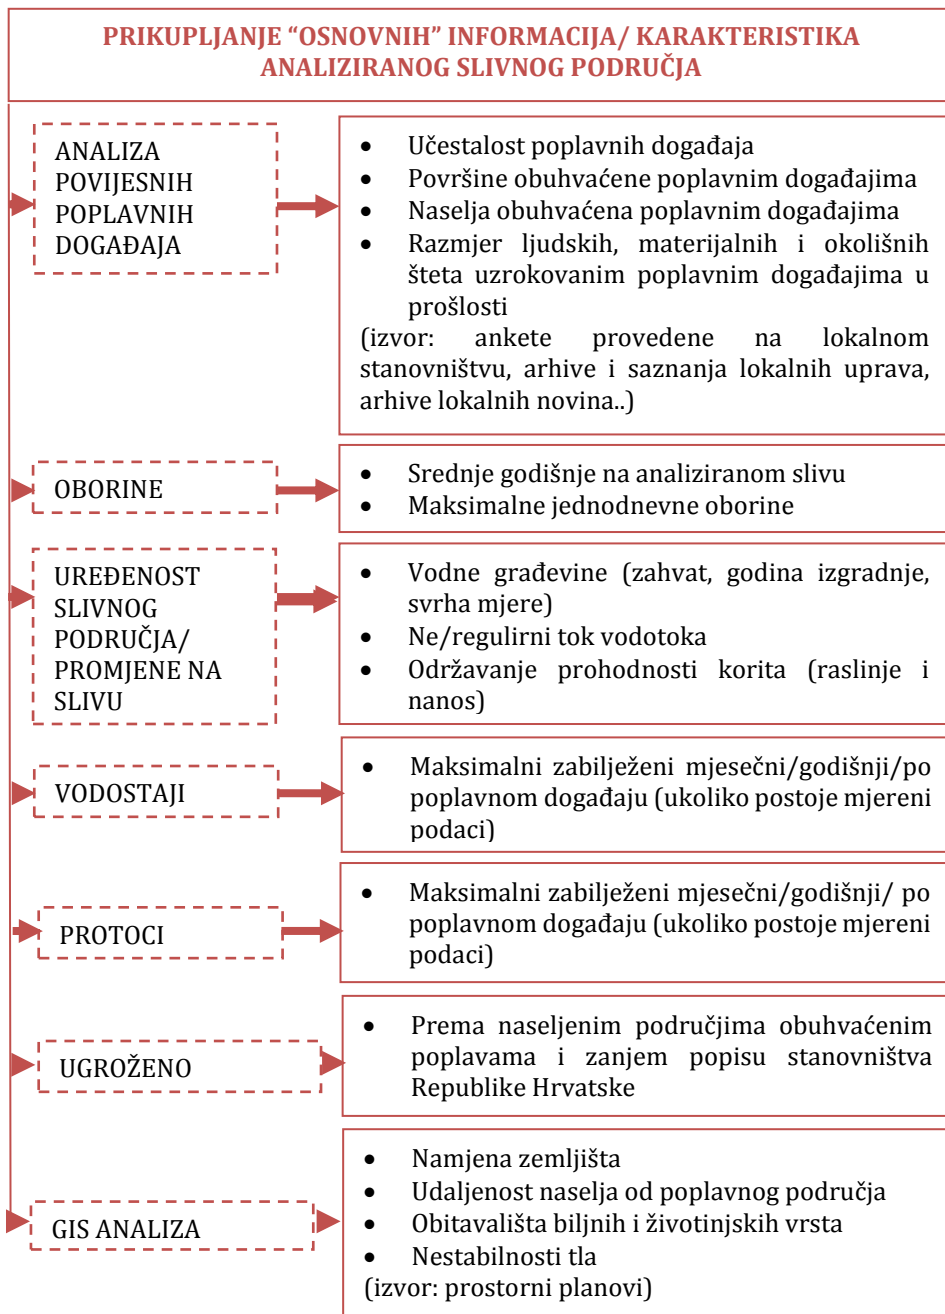 PRIKUPLJANJE “OSNOVNIH” INFORMACIJA/ KARAKTERISTIKA
ANALIZIRANOG SLIVNOG PODRUČJA
ANALIZA
POVIJESNIH
POPLAVNIH
DOGAĐAJA
• Učestalost poplavnih događaja
• Površine obuhvaćene poplavnim događajima
• Naselja obuhvaćena poplavnim događajima
• Razmjer ljudskih, materijalnih i okolišnih
šteta uzrokovanim poplavnim događajima u
prošlosti
(izvor: ankete provedene na lokalnom
stanovništvu, arhive i saznanja lokalnih uprava,
arhive lokalnih novina..)
OBORINE
• Srednje godišnje na analiziranom slivu
• Maksimalne jednodnevne oborine
UREĐENOST
SLIVNOG
PODRUČJA/
PROMJENE NA
SLIVU
• Vodne građevine (zahvat, godina izgradnje,
svrha mjere)
• Ne/regulirni tok vodotoka
• Održavanje prohodnosti korita (raslinje i
nanos)
VODOSTAJI
• Maksimalni zabilježeni mjesečni/godišnji/po
poplavnom događaju (ukoliko postoje mjereni
podaci)
PROTOCI
• Maksimalni zabilježeni mjesečni/godišnji/ po
poplavnom događaju (ukoliko postoje mjereni
podaci)
UGROŽENO
• Prema naseljenim područjima obuhvaćenim
poplavama i zanjem popisu stanovništva
Republike Hrvatske
GIS ANALIZA
• Namjena zemljišta
• Udaljenost naselja od poplavnog područja
• Obitavališta biljnih i životinjskih vrsta
• Nestabilnosti tla
(izvor: prostorni planovi)